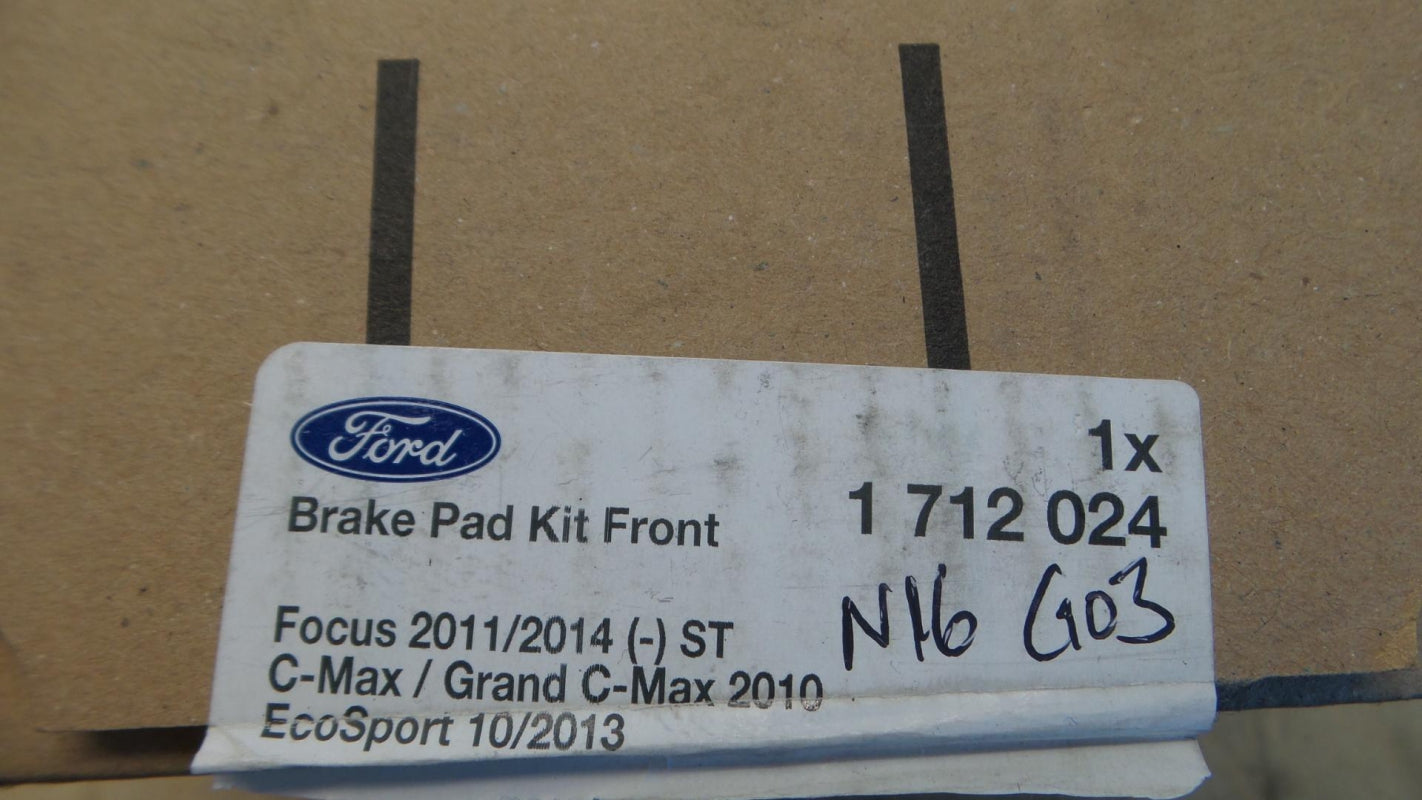 Ford
1x
Brake Pad Kit Front
1 712 024
N16 G03
Focus 2011/2014 (-) ST
C-Max / Grand C-Max 2010
EcoSport 10/2013